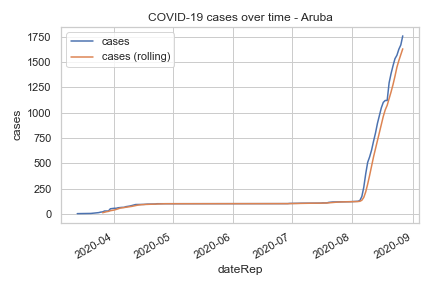 COVID-19 cases over time - Aruba
cases
cases (rolling)
1750
1500
1250
1000
750
500
250
0
cases
2020-04
2020-05
2020-06
2020-07
2020-08
2020-09
dateRep